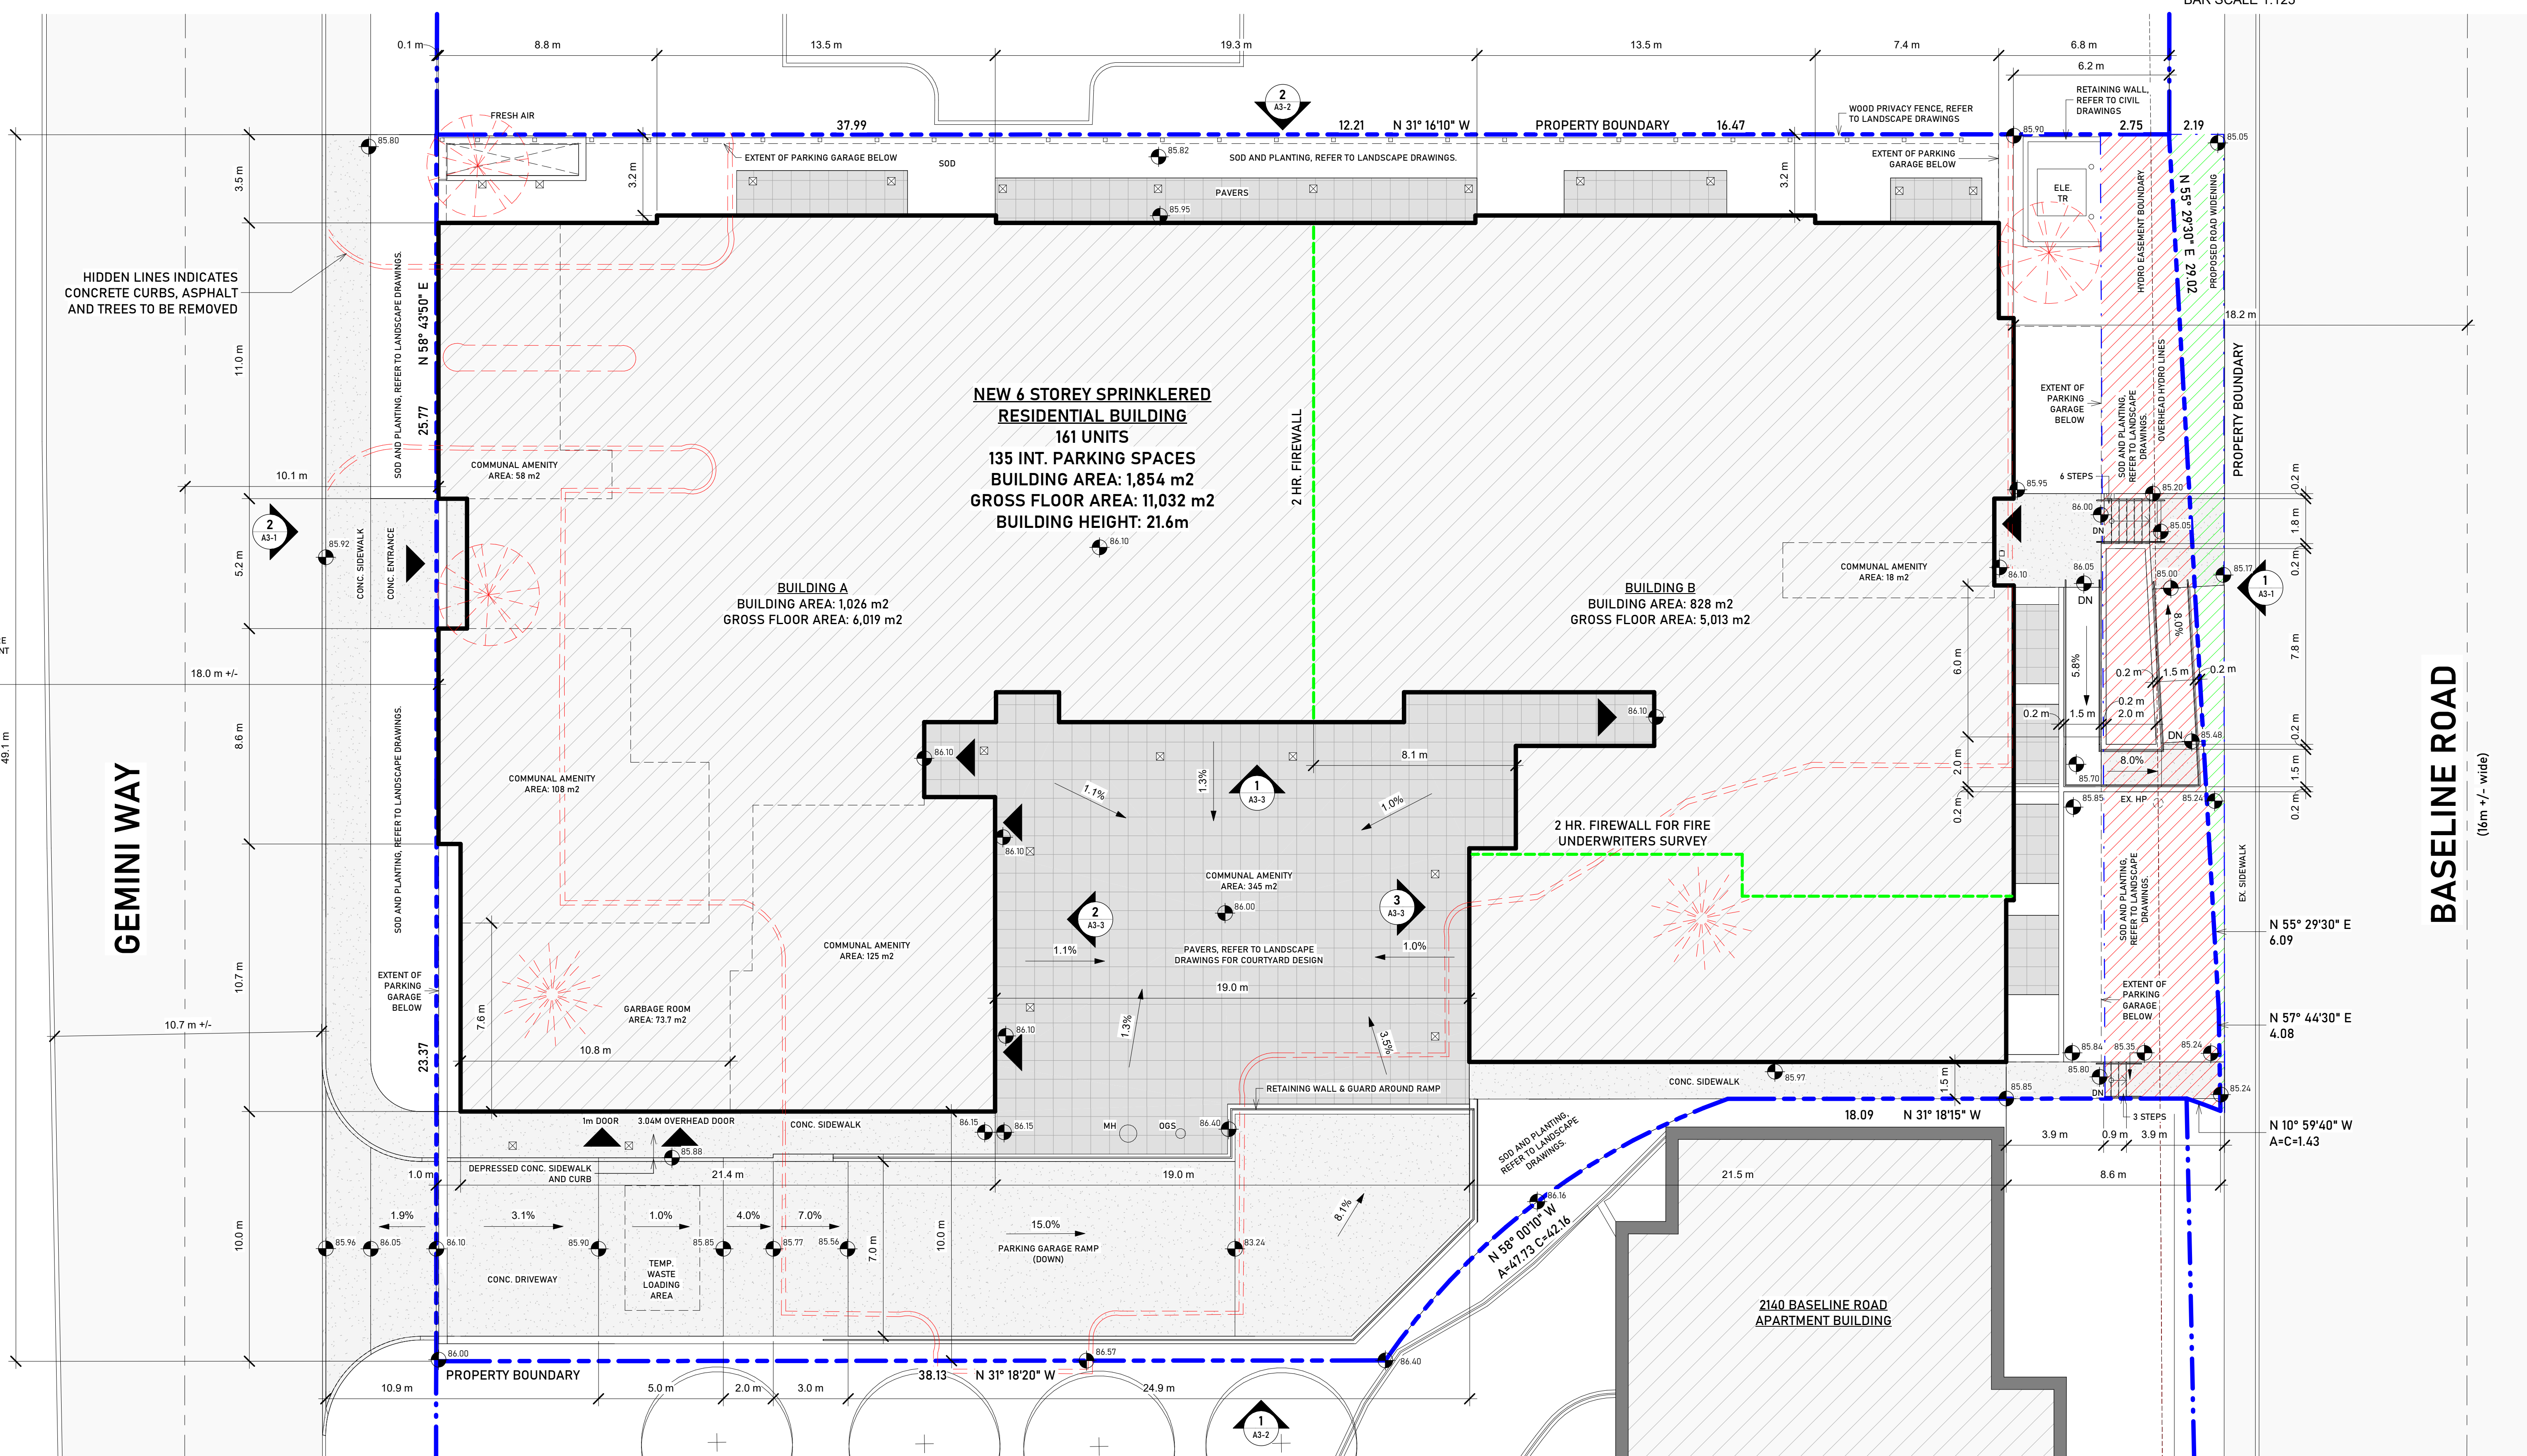 BAR SCALE 1:125
0.1 m
8.8 m
13.5 m
19.3 m
13.5 m
7.4 m
6.8 m
6.2 m
FRESH AIR
2
A3-2
37.99
12.21
N 31° 16'10" W
PROPERTY BOUNDARY
16.47
WOOD PRIVACY FENCE, REFER
TO LANDSCAPE DRAWINGS
RETAINING WALL,
REFER TO CIVIL
DRAWINGS
2.75
2.19
85.80
85.82
85.90
85.05
EXTENT OF PARKING GARAGE BELOW
SOD
SOD AND PLANTING, REFER TO LANDSCAPE DRAWINGS.
EXTENT OF PARKING
GARAGE BELOW
3.5 m
3.2 m
3.2 m
PAVERS
85.95
ELE.
TR
HYDRO EASEMENT BOUNDARY
N 55° 29'30" E 29.02
PROPOSED ROAD WIDENING
HIDDEN LINES INDICATES
CONCRETE CURBS, ASPHALT
AND TREES TO BE REMOVED
SOD AND PLANTING, REFER TO LANDSCAPE DRAWINGS.
N 58° 43'50" E
25.77
11.0 m
18.2 m
NEW 6 STOREY SPRINKLERED
RESIDENTIAL BUILDING
161 UNITS
135 INT. PARKING SPACES
BUILDING AREA: 1,854 m2
GROSS FLOOR AREA: 11,032 m2
BUILDING HEIGHT: 21.6m
86.10
2 HR. FIREWALL
EXTENT OF
PARKING
GARAGE
BELOW
SOD AND PLANTING,
REFER TO LANDSCAPE
DRAWINGS.
OVERHEAD HYDRO LINES
PROPERTY BOUNDARY
COMMUNAL AMENITY
AREA: 58 m2
10.1 m
6 STEPS
85.95
85.20
86.00
DN
85.05
0.2 m
1.8 m
0.2 m
2
A3-1
85.92
CONC. SIDEWALK
CONC. ENTRANCE
5.2 m
BUILDING A
BUILDING AREA: 1,026 m2
GROSS FLOOR AREA: 6,019 m2
BUILDING B
BUILDING AREA: 828 m2
GROSS FLOOR AREA: 5,013 m2
COMMUNAL AMENITY
AREA: 18 m2
86.10
86.05
DN
85.00
85.17
1
A3-1
8.0%
5.8%
7.8 m
6.0 m
0.2 m
1.5 m
0.2 m
0.2 m
1.5 m
0.2 m
2.0 m
DN
85.48
0.2 m
18.0 m +/-
49.1 m
8.6 m
GEMINI WAY
SOD AND PLANTING, REFER TO LANDSCAPE DRAWINGS.
COMMUNAL AMENITY
AREA: 108 m2
86.10
86.10
1.1%
1.3%
1
A3-3
1.0%
8.1 m
2.0 m
0.2 m
85.70
8.0%
1.5 m
0.2 m
85.85
EX. HP
85.24
BASELINE ROAD
(16m +/- wide)
86.10
2 HR. FIREWALL FOR FIRE
UNDERWRITERS SURVEY
COMMUNAL AMENITY
AREA: 345 m2
86.00
2
A3-3
3
A3-3
PAVERS, REFER TO LANDSCAPE
DRAWINGS FOR COURTYARD DESIGN
1.1%
1.0%
19.0 m
COMMUNAL AMENITY
AREA: 125 m2
SOD AND PLANTING,
REFER TO LANDSCAPE
DRAWINGS.
EX. SIDEWALK
N 55° 29'30" E
6.09
EXTENT OF
PARKING
GARAGE
BELOW
10.7 m
GARBAGE ROOM
AREA: 73.7 m2
7.6 m
10.8 m
10.7 m +/-
23.37
86.10
1.3%
3.5%
EXTENT OF
PARKING
GARAGE
BELOW
N 57° 44'30" E
4.08
85.84
85.35
85.24
RETAINING WALL & GUARD AROUND RAMP
CONC. SIDEWALK
85.97
1.5 m
85.85
85.80
DN
85.24
3 STEPS
18.09
N 31° 18'15" W
N 10° 59'40" W
A=C=1.43
3.9 m
0.9 m
3.9 m
1m DOOR
3.04M OVERHEAD DOOR
CONC. SIDEWALK
86.15
86.15
MH
OGS
86.40
85.88
DEPRESSED CONC. SIDEWALK
AND CURB
SOD AND PLANTING,
REFER TO LANDSCAPE
DRAWINGS.
1.0 m
21.4 m
19.0 m
21.5 m
8.6 m
86.16
1.9%
3.1%
1.0%
4.0%
7.0%
15.0%
8.1%
PARKING GARAGE RAMP
(DOWN)
N 58° 00'10" W
A=47.73 C=42.16
85.96
86.05
86.10
85.90
85.85
85.77
85.56
83.24
10.0 m
7.0 m
10.0 m
CONC. DRIVEWAY
TEMP.
WASTE
LOADING
AREA
2140 BASELINE ROAD
APARTMENT BUILDING
86.00
86.57
86.40
PROPERTY BOUNDARY
38.13
N 31° 18'20" W
10.9 m
5.0 m
2.0 m
3.0 m
24.9 m
1
A3-2